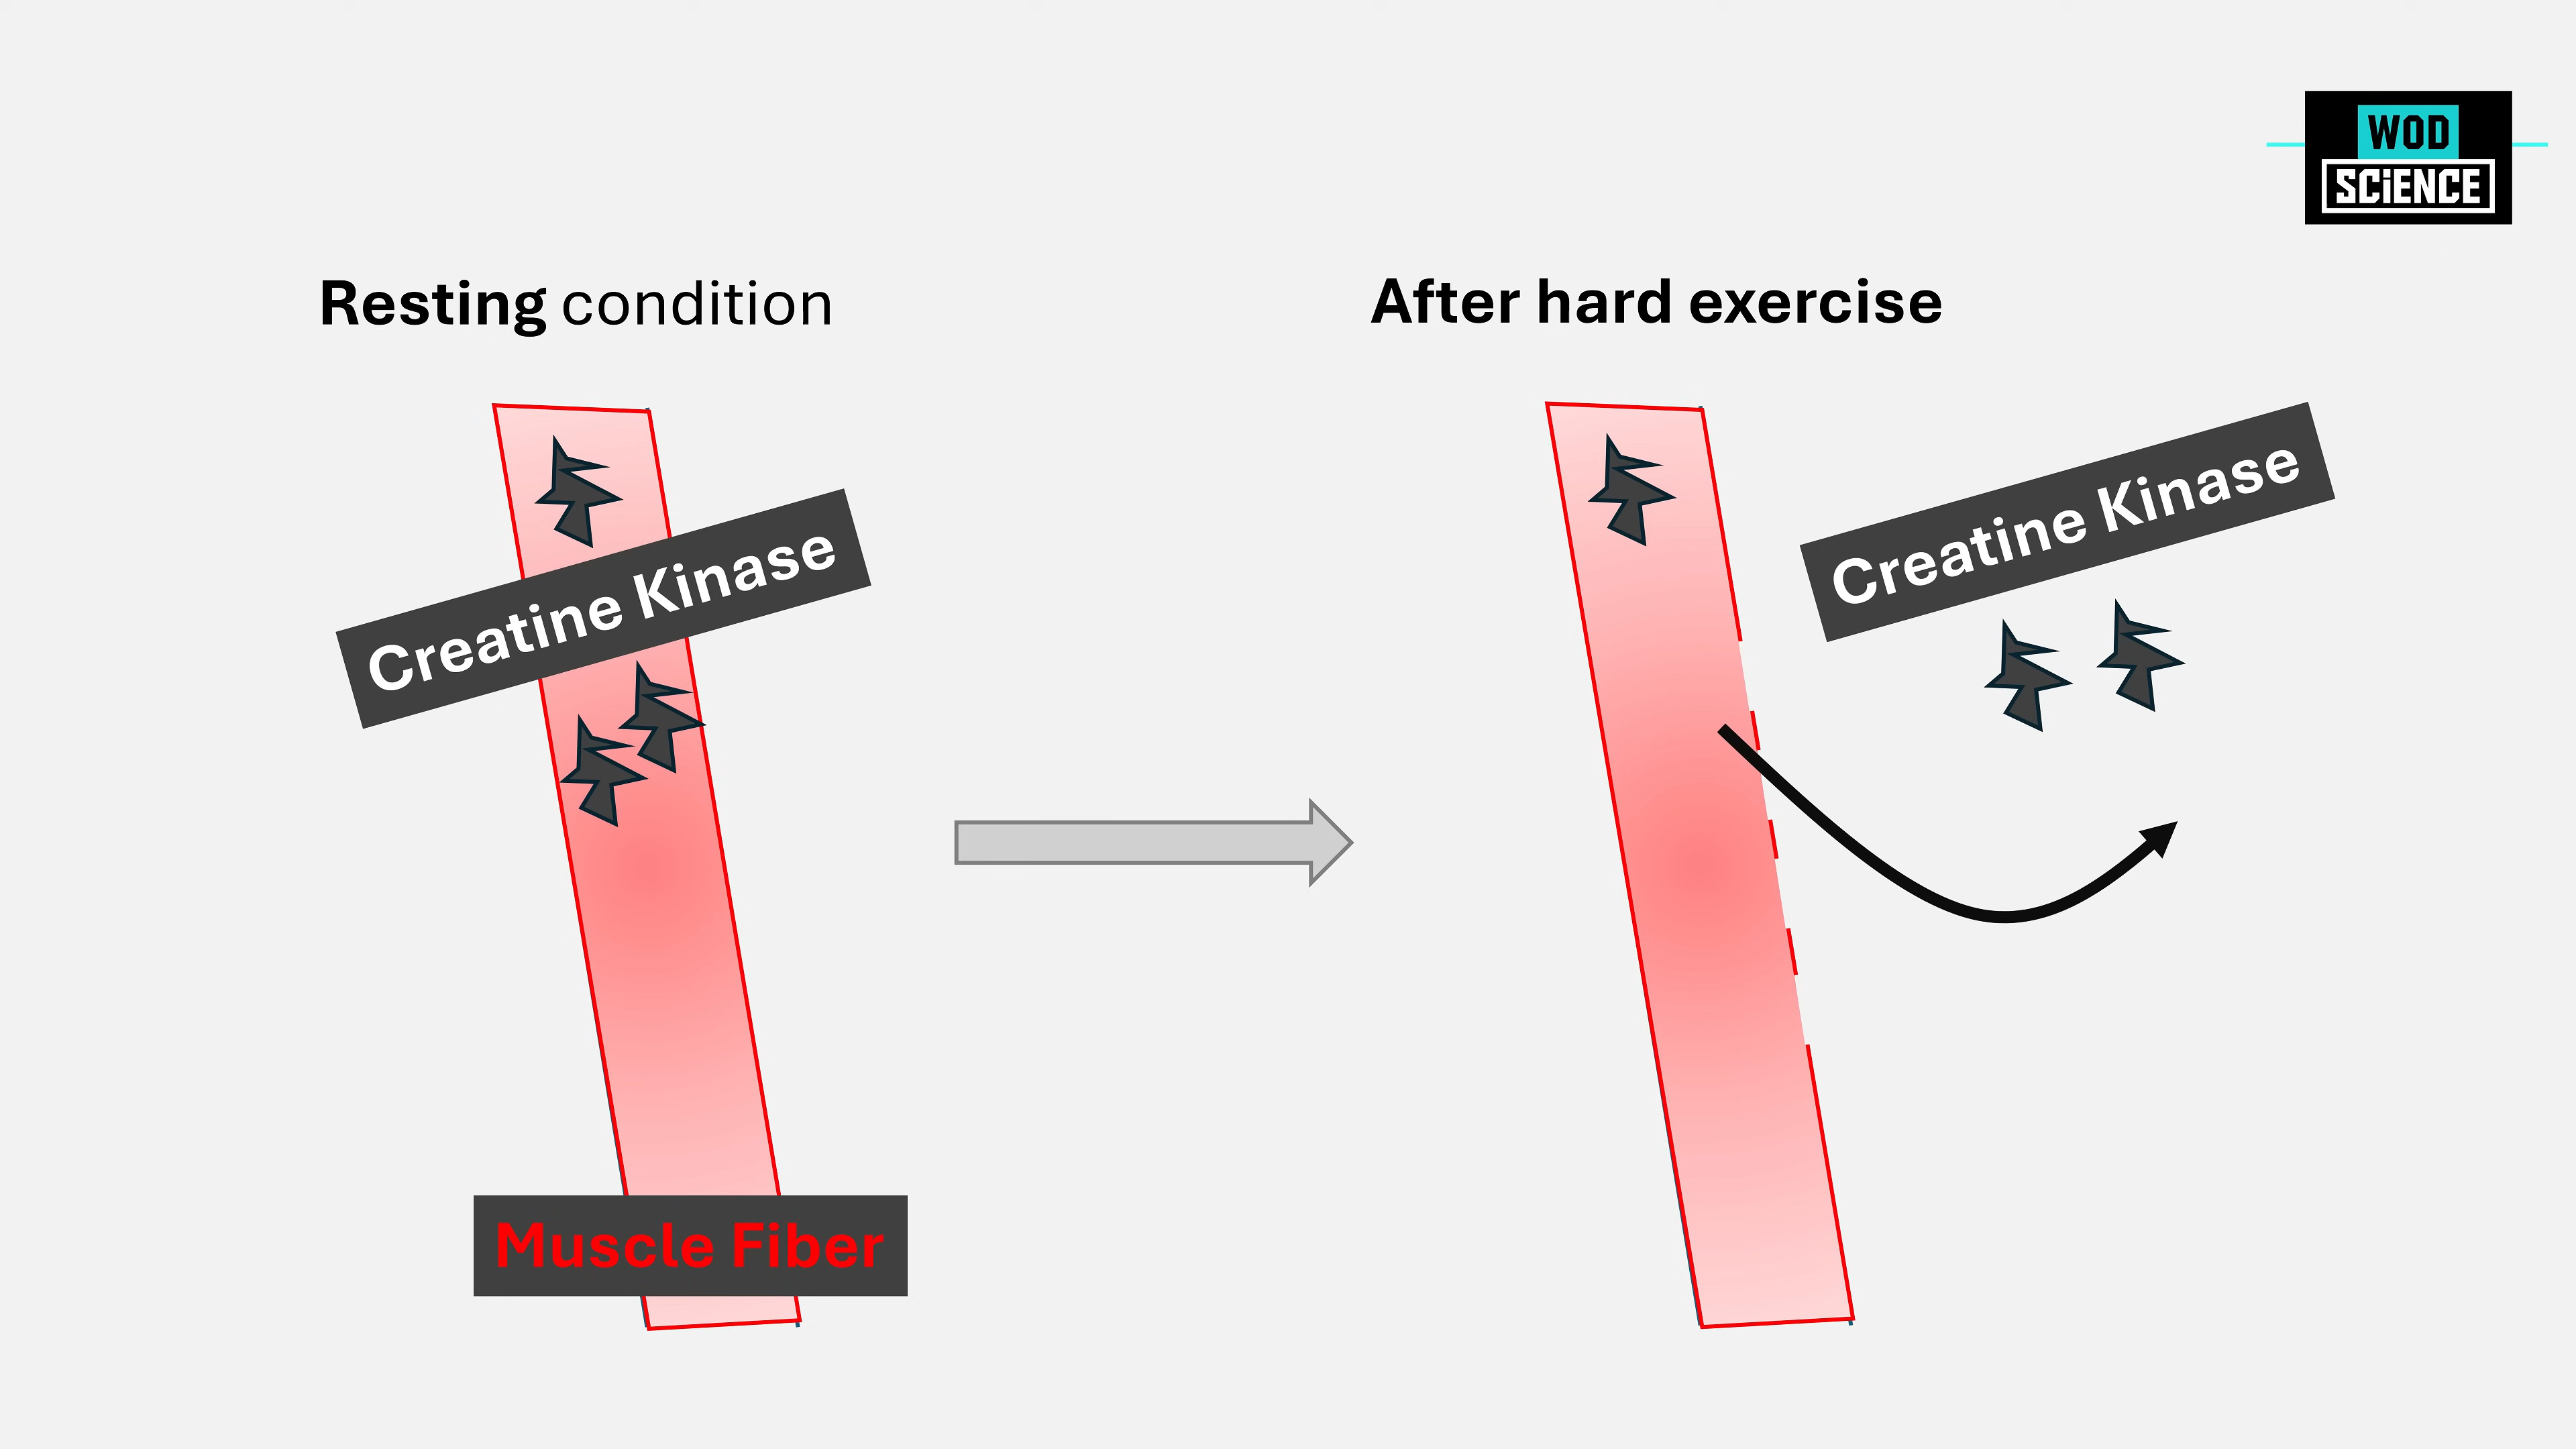 WOD
SCiENCE
Resting condition
After hard exercise
Creatine Kinase
Creatine Kinase
Muscle Fiber